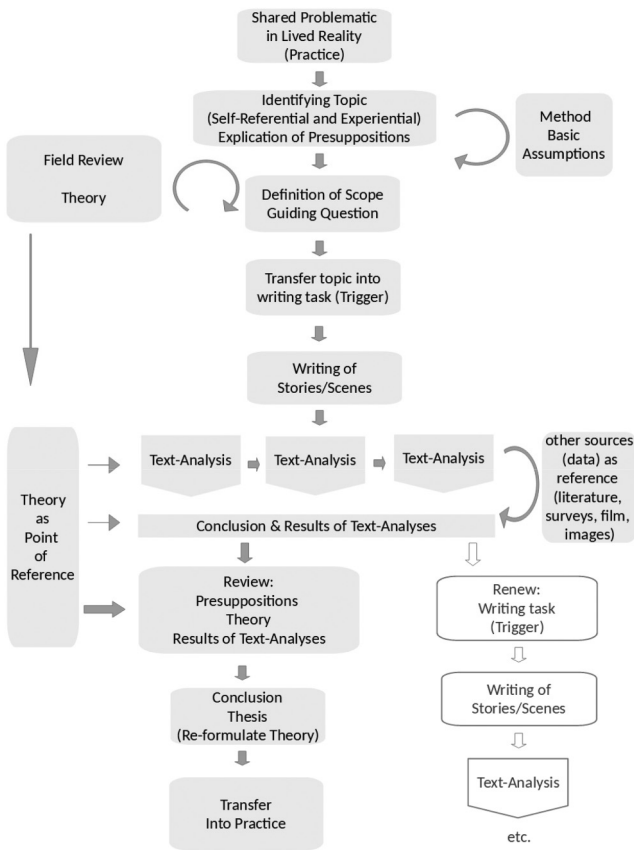 Shared Problematic
in Lived Reality
(Practice)
Identifying Topic
(Self-Referential and Experiential)
Explication of Presuppositions
Method
Basic
Assumptions
Field Review
Theory
Definition of Scope
Guiding Question
Transfer topic into
writing task (Trigger)
Writing of
Stories/Scenes
Theory
as
Point
of
Reference
Text-Analysis
Text-Analysis
Text-Analysis
other sources
(data) as
reference
(literature,
surveys, film,
images)
Conclusion & Results of Text-Analyses
Review:
Presuppositions
Theory
Results of Text-Analyses
Renew:
Writing task
(Trigger)
Conclusion
Thesis
(Re-formulate Theory)
Writing of
Stories/Scenes
Transfer
Into Practice
Text-Analysis
etc.